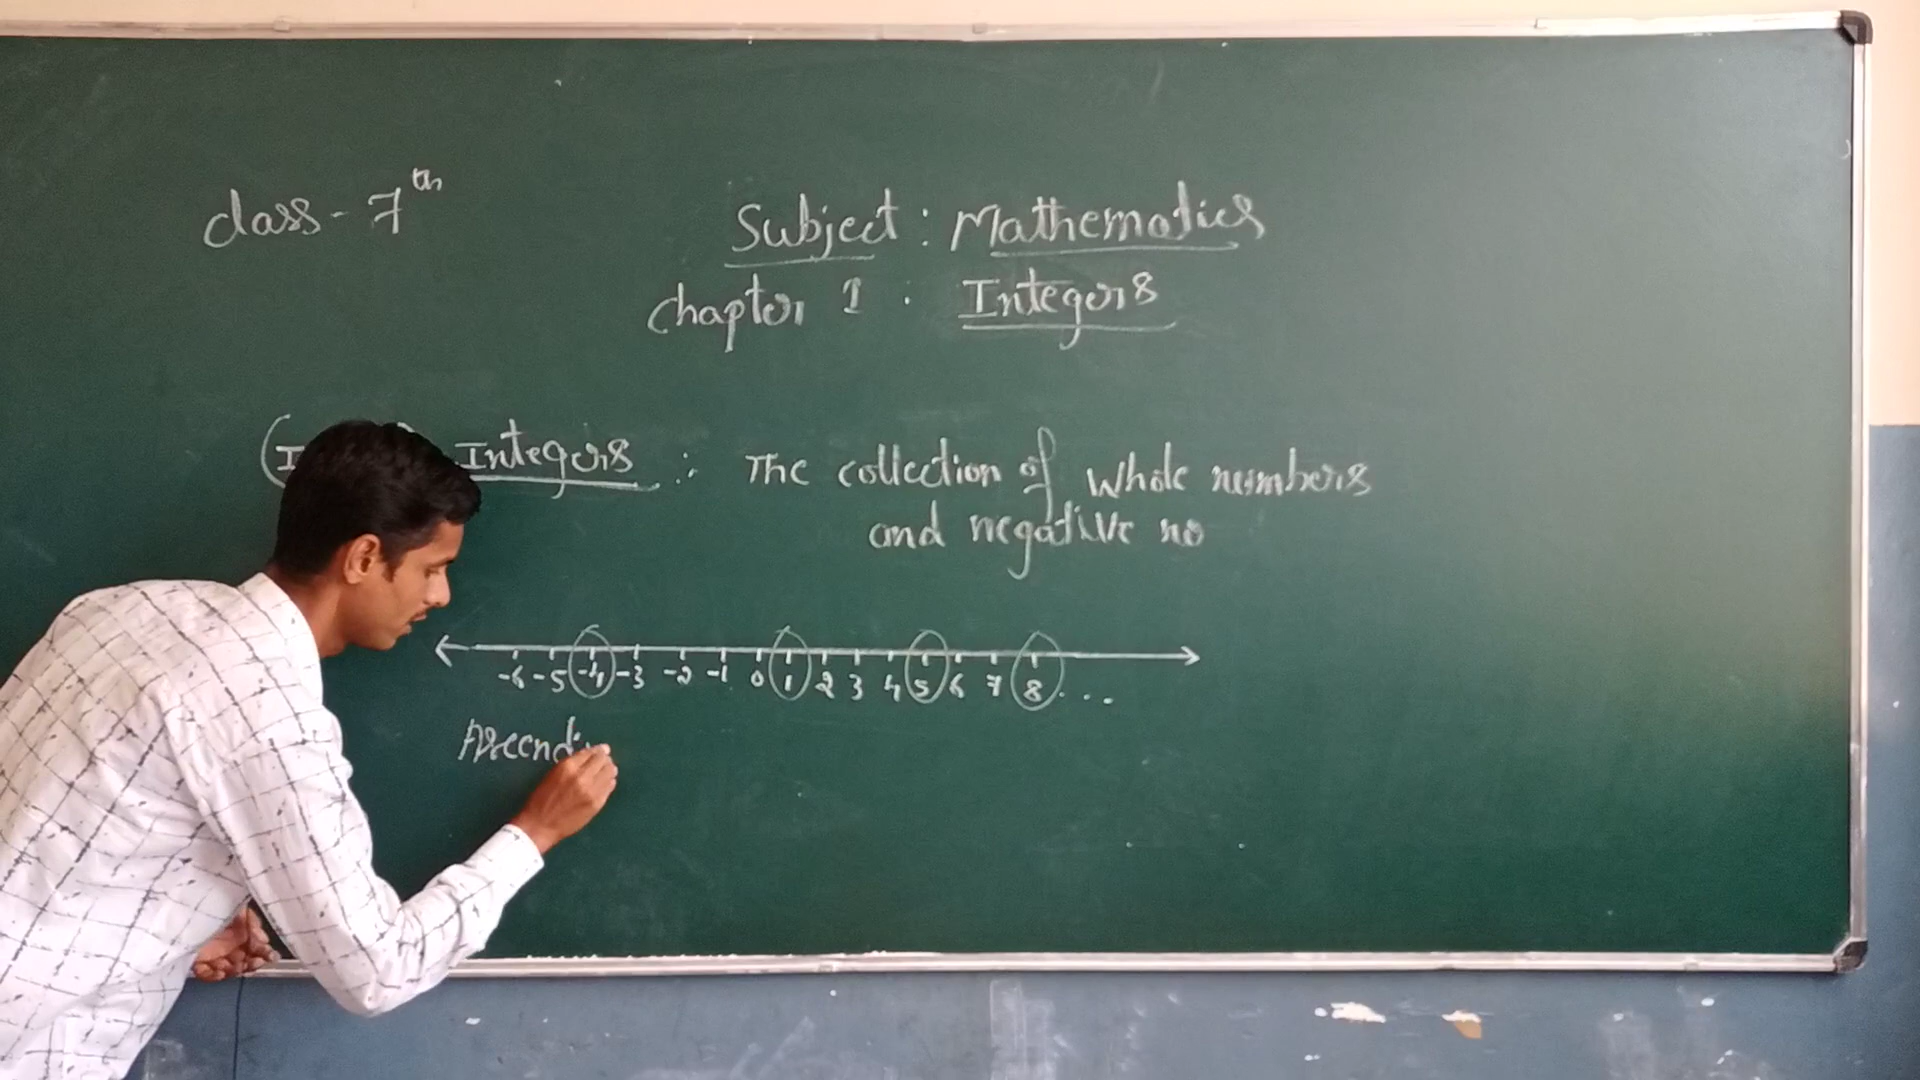 class - 7th
Subject : Mathematics
Chapter 1 . Integers
Integers : The collection of whole numbers
and negative no
-6 -5 -4 -3 -2 -1 0 1 2 3 4 5 6 7 8 . . .
Ascendi